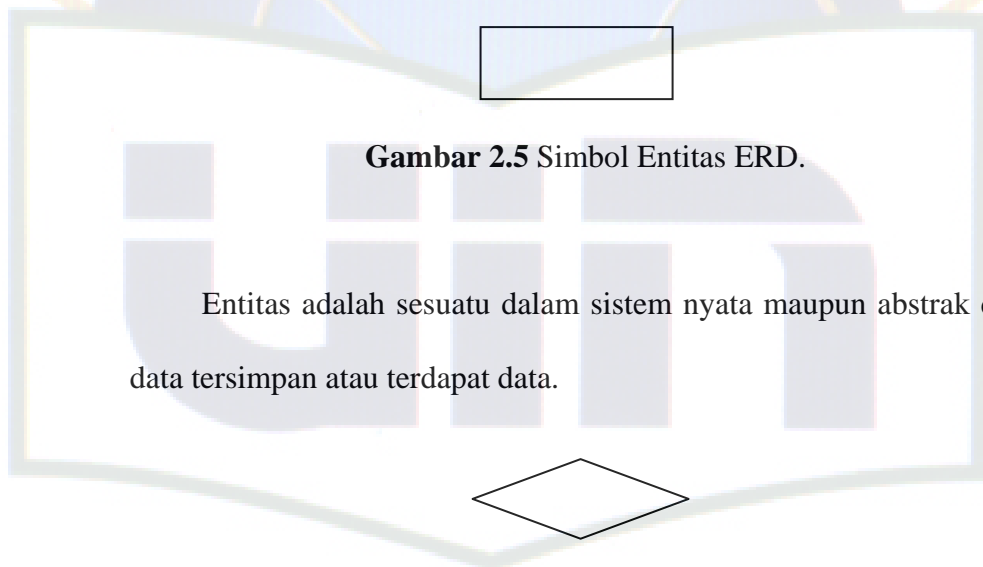 Gambar 2.5 Simbol Entitas ERD.
Entitas adalah sesuatu dalam sistem nyata maupun abstrak
data tersimpan atau terdapat data.
uin